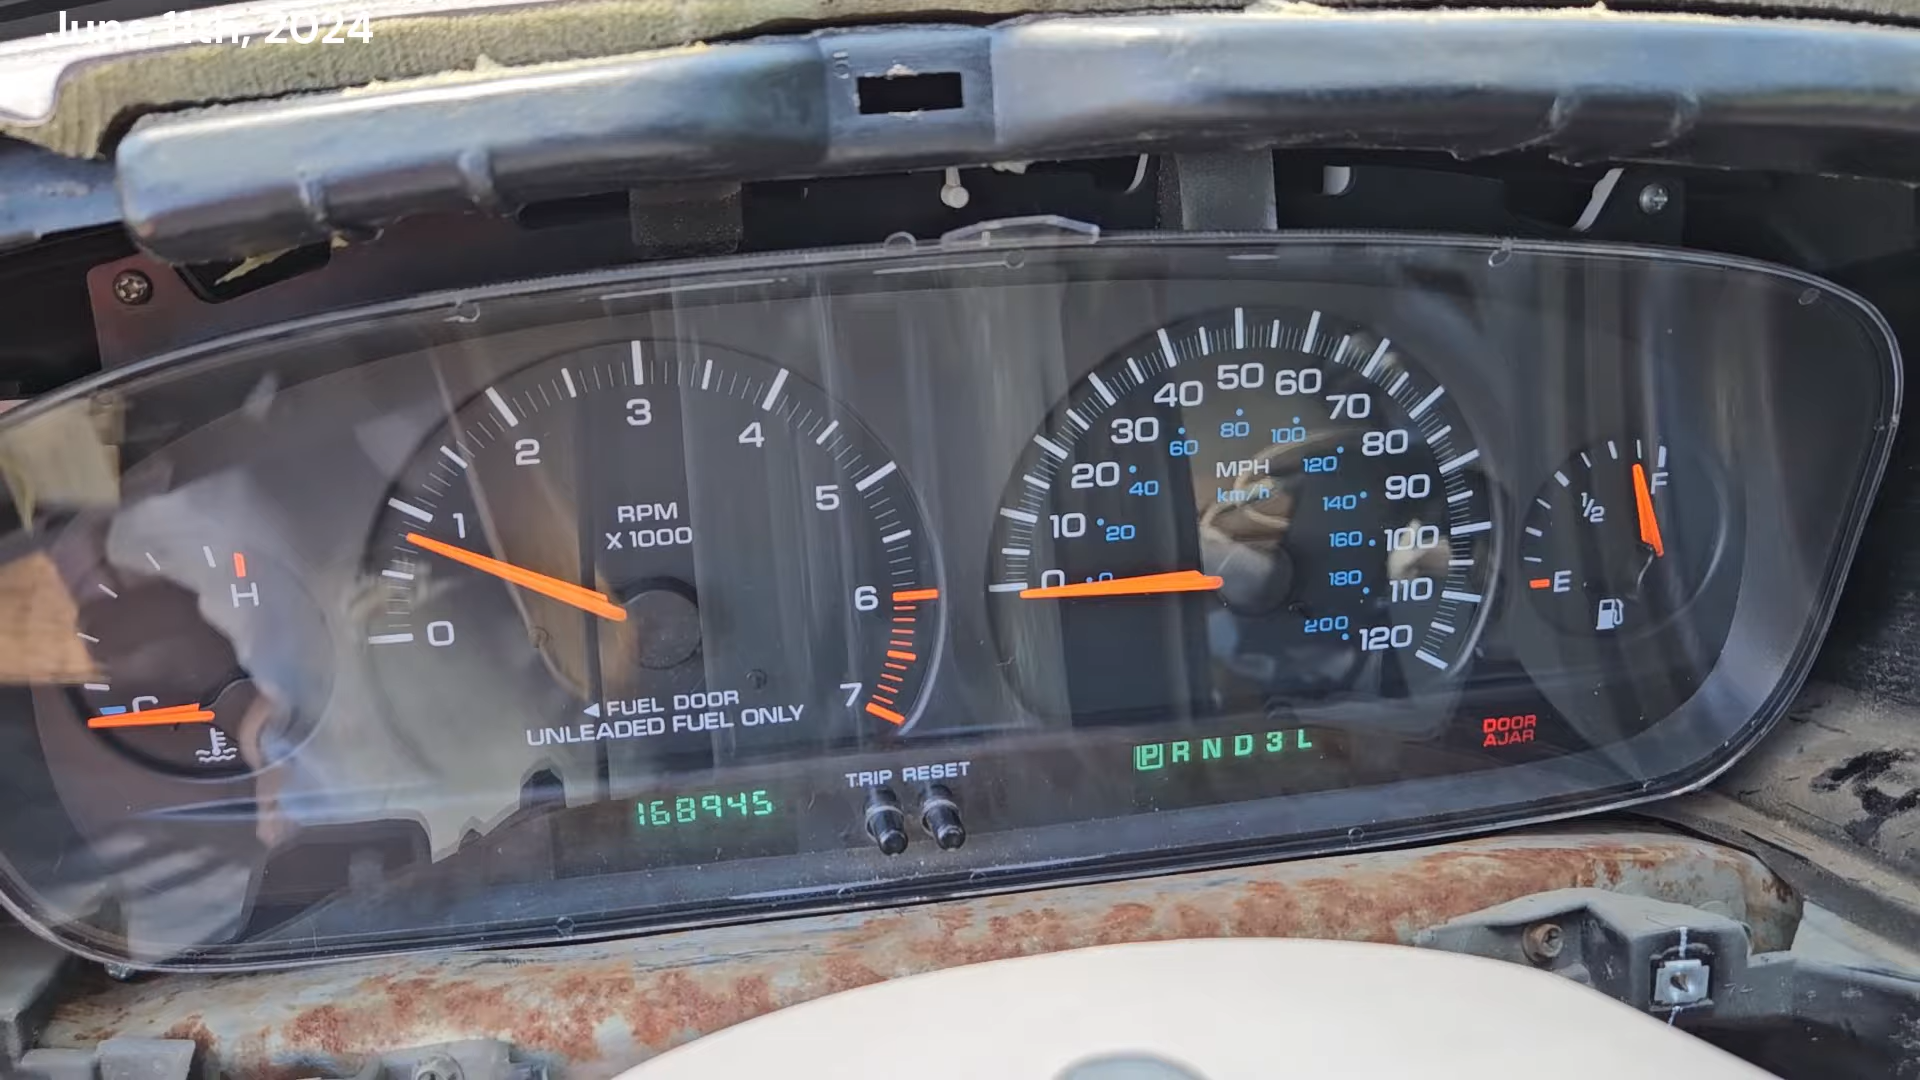 June 11th, 2024
H
C
0
1
2
3
4
5
6
7
RPM
X 1000
◄ FUEL DOOR
UNLEADED FUEL ONLY
168945
TRIP RESET
0
10
20
30
40
50
60
70
80
90
100
110
120
0
20
40
60
80
100
120
140
160
180
200
MPH
km/h
P R N D 3 L
DOOR
AJAR
E
1/2
F